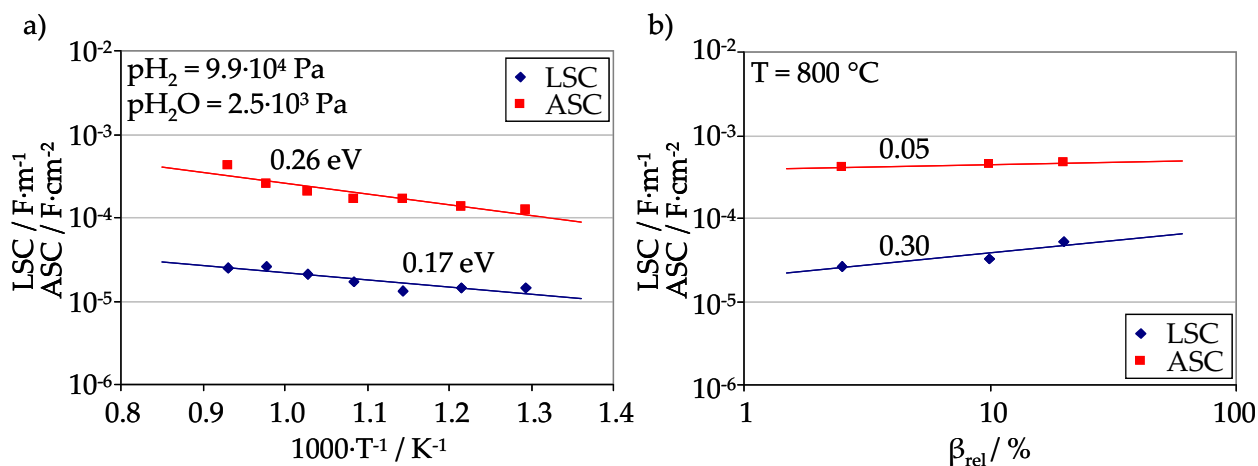 a)
10⁻²
10⁻³
10⁻⁴
10⁻⁵
10⁻⁶
LSC / F·m⁻¹
ASC / F·cm⁻²
pH₂ = 9.9·10⁴ Pa
pH₂O = 2.5·10³ Pa
LSC
ASC
0.26 eV
0.17 eV
0.8 0.9 1.0 1.1 1.2 1.3 1.4
1000·T⁻¹ / K⁻¹
b)
10⁻²
10⁻³
10⁻⁴
10⁻⁵
10⁻⁶
LSC / F·m⁻¹
ASC / F·cm⁻²
T = 800 °C
0.05
0.30
LSC
ASC
1 10 100
βrel / %